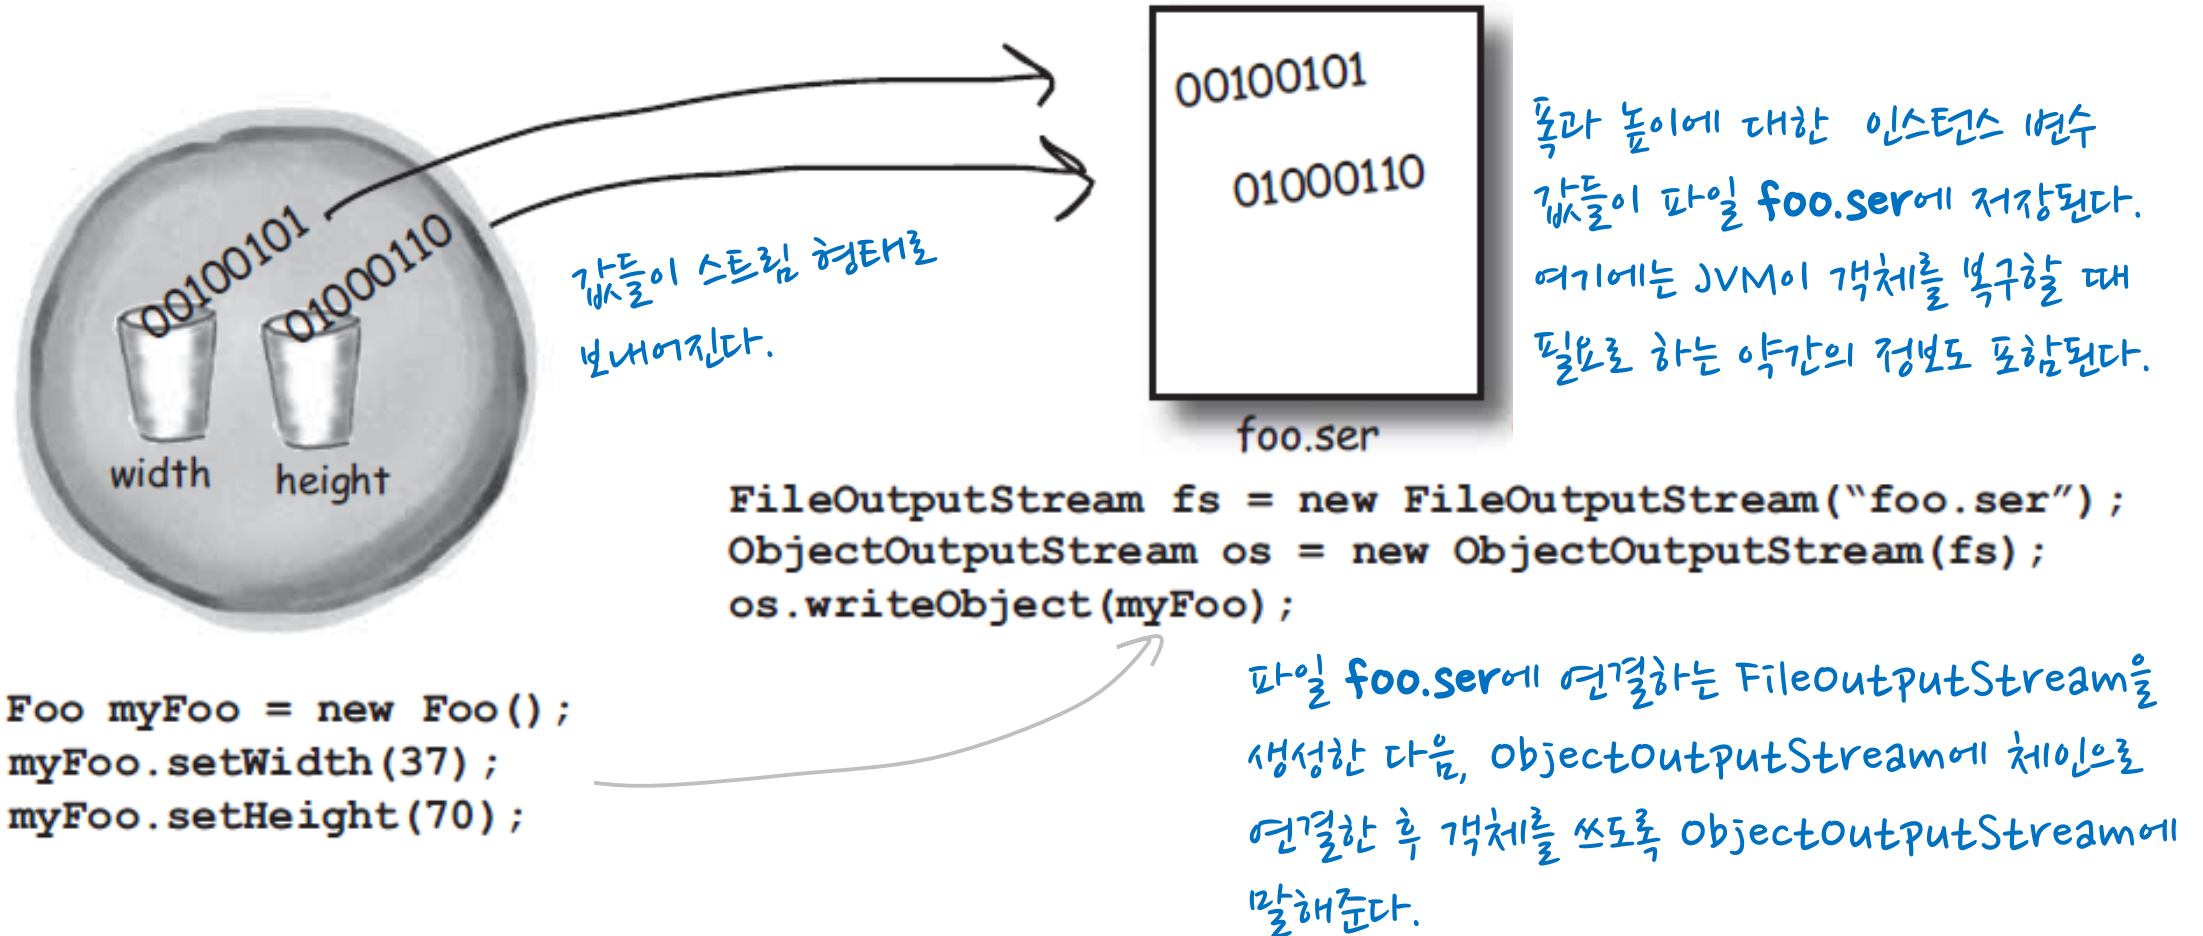 00100101
01000110
width
height
값들이 스트림 형태로
보내어진다.
00100101
01000110
foo.ser
폭과 높이에 대한 인스턴스 변수
값들이 파일 foo.ser에 저장된다.
여기에는 JVM이 객체를 복구할 때
필요로 하는 약간의 정보도 포함된다.
FileOutputStream fs = new FileOutputStream(“foo.ser”);
ObjectOutputStream os = new ObjectOutputStream(fs);
os.writeObject(myFoo);
Foo myFoo = new Foo();
myFoo.setWidth(37);
myFoo.setHeight(70);
파일 foo.ser에 연결하는 FileOutputStream을
생성한 다음, ObjectOutputStream에 체인으로
연결한 후 객체를 쓰도록 ObjectOutputStream에
말해준다.